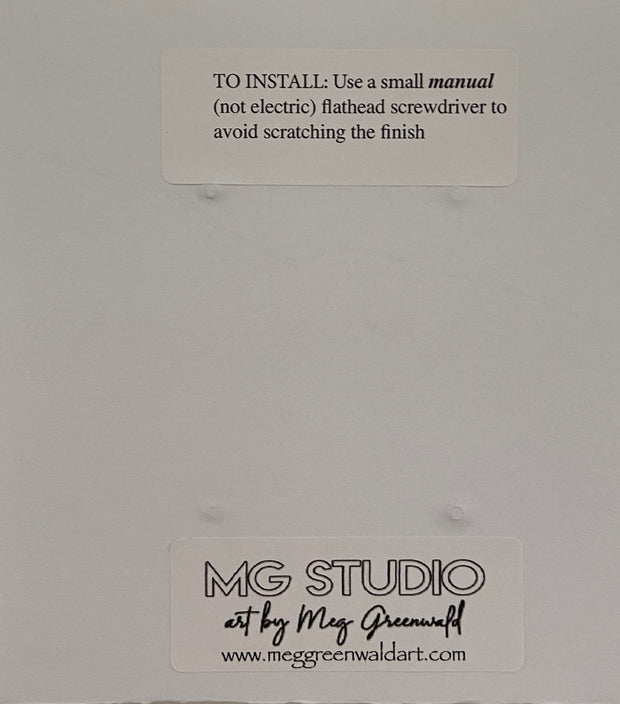 TO INSTALL: Use a small manual
(not electric) flathead screwdriver to
avoid scratching the finish
MG STUDIO
art by Meg Greenwald
www.meggreenwaldart.com